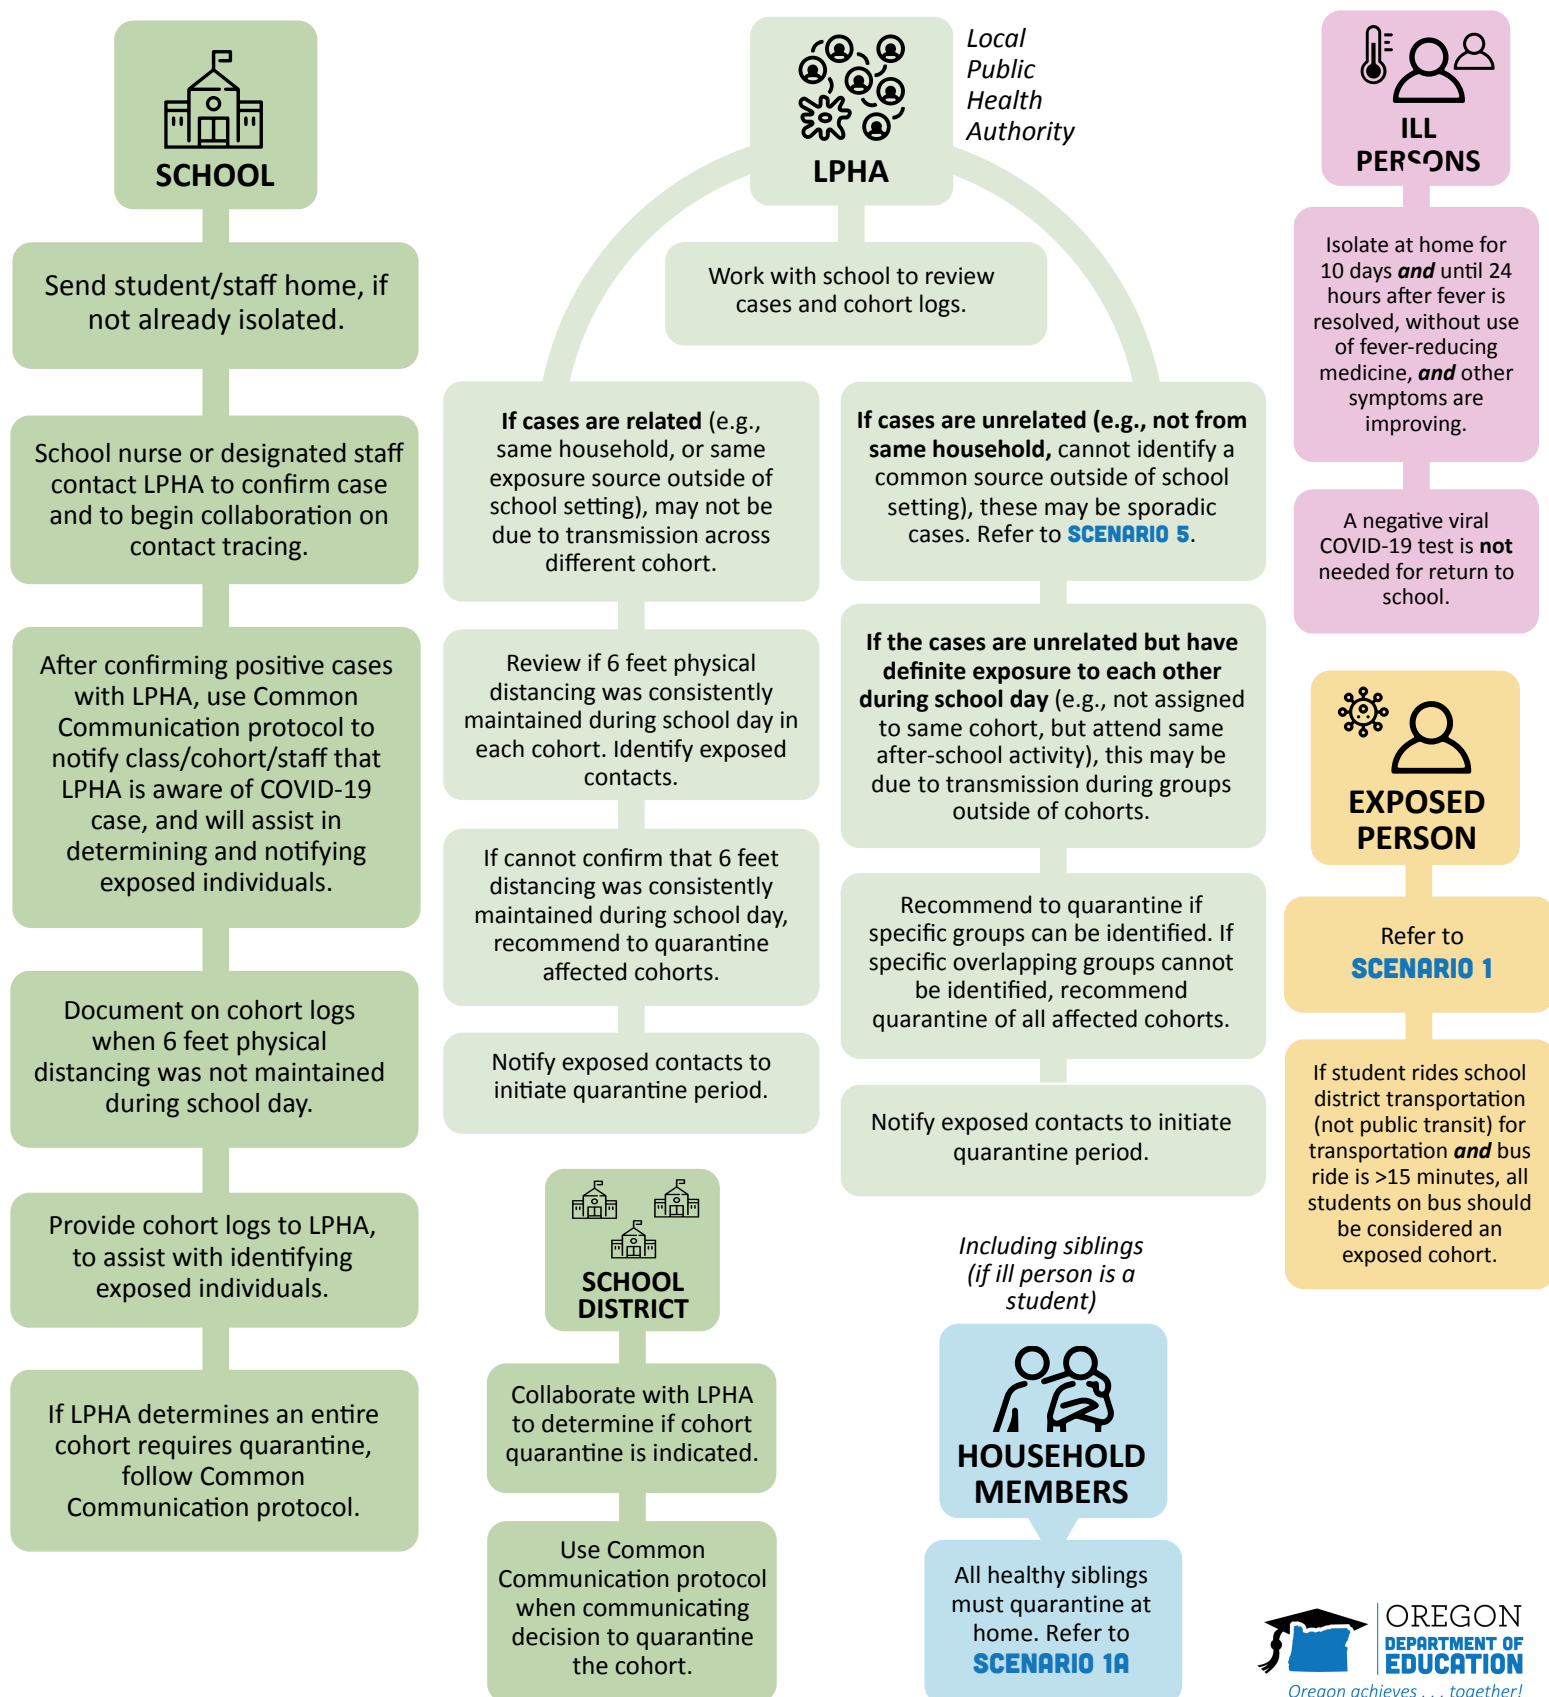 SCHOOL
Send student/staff home, if
not already isolated.
School nurse or designated staff
contact LPHA to confirm case
and to begin collaboration on
contact tracing.
After confirming positive cases
with LPHA, use Common
Communication protocol to
notify class/cohort/staff that
LPHA is aware of COVID-19
case, and will assist in
determining and notifying
exposed individuals.
Document on cohort logs
when 6 feet physical
distancing was not maintained
during school day.
Provide cohort logs to LPHA,
to assist with identifying
exposed individuals.
If LPHA determines an entire
cohort requires quarantine,
follow Common
Communication protocol.
Local
Public
Health
Authority
LPHA
Work with school to review
cases and cohort logs.
If cases are related (e.g.,
same household, or same
exposure source outside of
school setting), may not be
due to transmission across
different cohort.
Review if 6 feet physical
distancing was consistently
maintained during school day in
each cohort. Identify exposed
contacts.
If cannot confirm that 6 feet
distancing was consistently
maintained during school day,
recommend to quarantine
affected cohorts.
Notify exposed contacts to
initiate quarantine period.
If cases are unrelated (e.g., not from
same household, cannot identify a
common source outside of school
setting), these may be sporadic
cases. Refer to SCENARIO 5.
If the cases are unrelated but have
definite exposure to each other
during school day (e.g., not assigned
to same cohort, but attend same
after-school activity), this may be
due to transmission during groups
outside of cohorts.
Recommend to quarantine if
specific groups can be identified. If
specific overlapping groups cannot
be identified, recommend
quarantine of all affected cohorts.
Notify exposed contacts to initiate
quarantine period.
SCHOOL
DISTRICT
Collaborate with LPHA
to determine if cohort
quarantine is indicated.
Use Common
Communication protocol
when communicating
decision to quarantine
the cohort.
Including siblings
(if ill person is a
student)
HOUSEHOLD
MEMBERS
All healthy siblings
must quarantine at
home. Refer to
SCENARIO 1A
ILL
PERSONS
Isolate at home for
10 days and until 24
hours after fever is
resolved, without use
of fever-reducing
medicine, and other
symptoms are
improving.
A negative viral
COVID-19 test is not
needed for return to
school.
EXPOSED
PERSON
Refer to
SCENARIO 1
If student rides school
district transportation
(not public transit) for
transportation and bus
ride is >15 minutes, all
students on bus should
be considered an
exposed cohort.
OREGON
DEPARTMENT OF
EDUCATION
Oregon achieves . . . together!